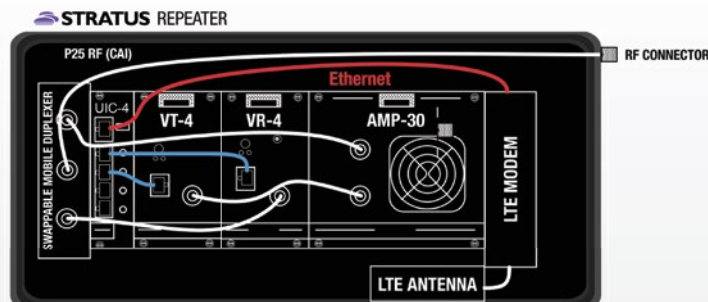 STRATUS REPEATER
P25 RF (CAI)
RF CONNECTOR
Ethernet
UIC-4
VT-4
VR-4
AMP-30
SWAPPABLE MOBILE DUPLEXER
LTE MODEM
LTE ANTENNA